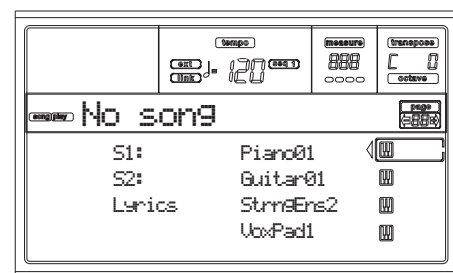 tempo measure transpose
ext seq 1
link 120 888 C 0
octave
song play No song page
88
S1: Piano01
S2: Guitar01
Lyrics StrngEns2
VoxPad1